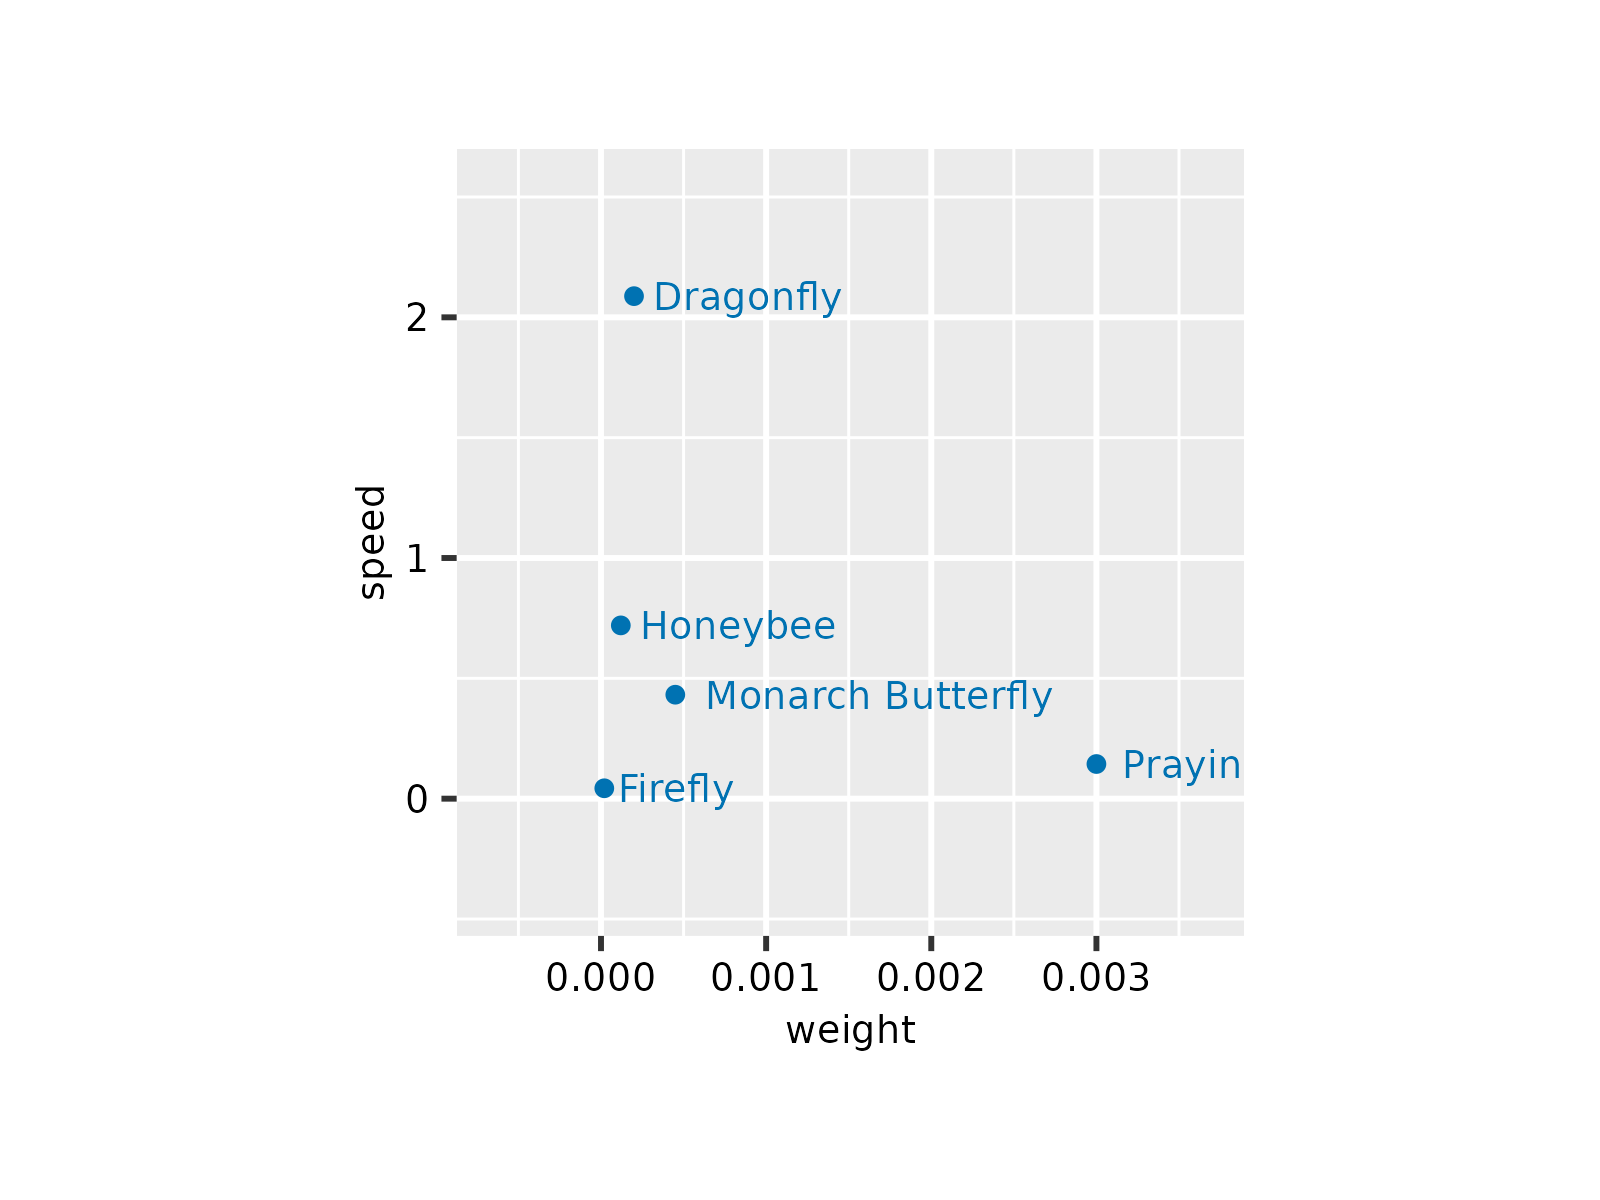 Dragonfly
2
speed
1
Honeybee
Monarch Butterfly
Prayin
Firefly
0
0.000 0.001 0.002 0.003
weight